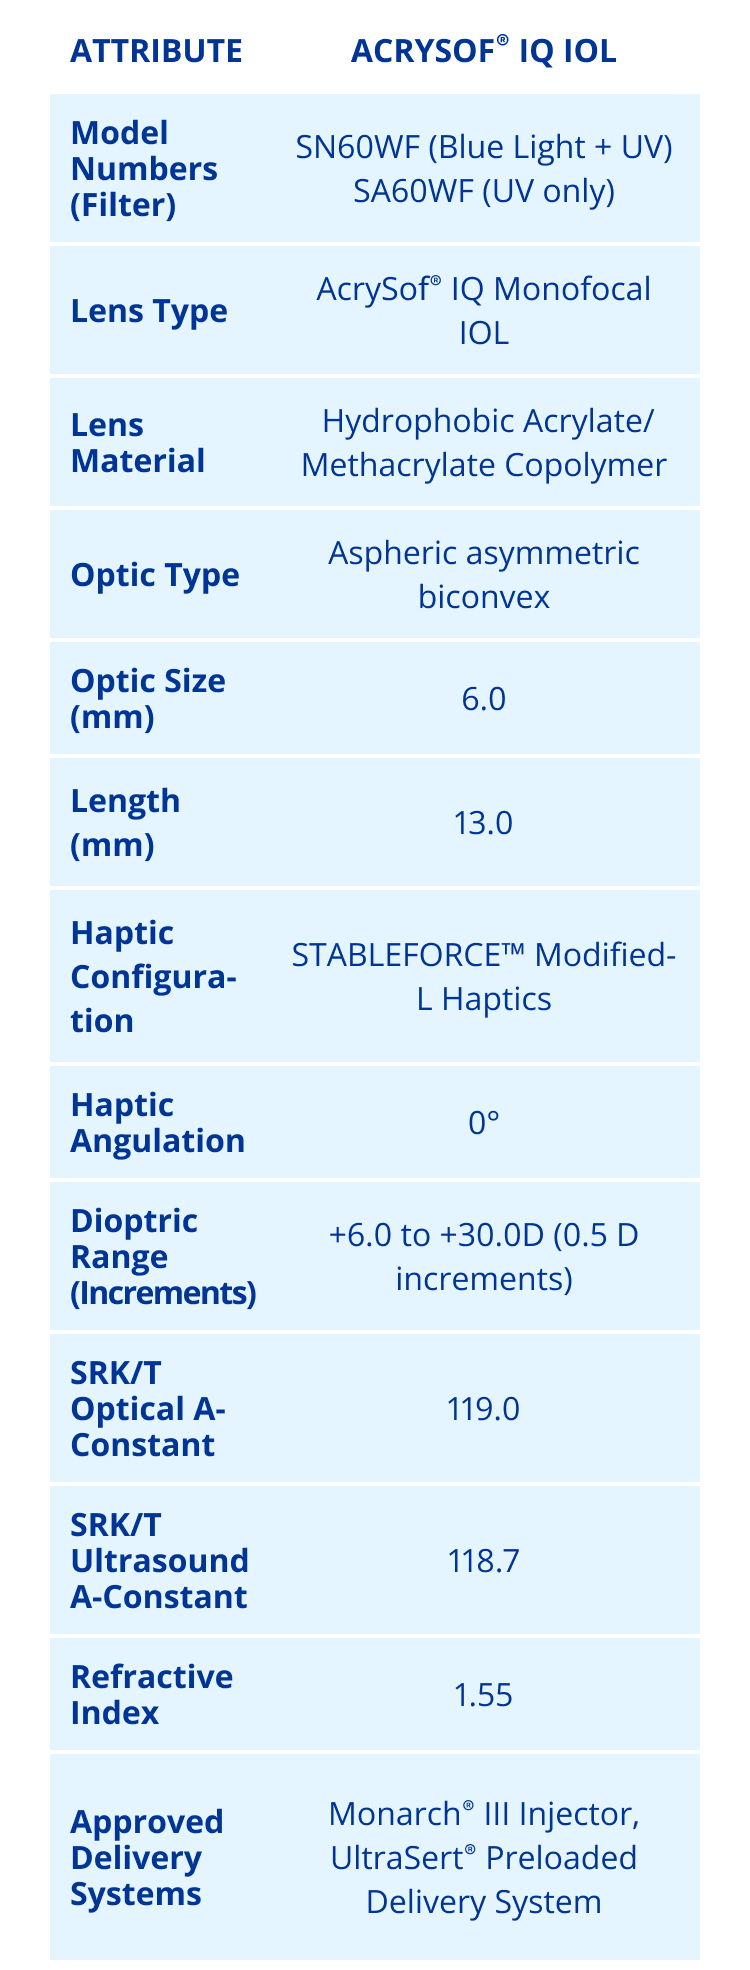 ATTRIBUTE ACRYSOF® IQ IOL
Model
Numbers
(Filter)
SN60WF (Blue Light + UV)
SA60WF (UV only)
Lens Type
AcrySof® IQ Monofocal
IOL
Lens
Material
Hydrophobic Acrylate/
Methacrylate Copolymer
Optic Type
Aspheric asymmetric
biconvex
Optic Size
(mm)
6.0
Length
(mm)
13.0
Haptic
Configura-
tion
STABLEFORCE™ Modified-
L Haptics
Haptic
Angulation
0°
Dioptric
Range
(Increments)
+6.0 to +30.0D (0.5 D
increments)
SRK/T
Optical A-
Constant
119.0
SRK/T
Ultrasound
A-Constant
118.7
Refractive
Index
1.55
Approved
Delivery
Systems
Monarch® III Injector,
UltraSert® Preloaded
Delivery System